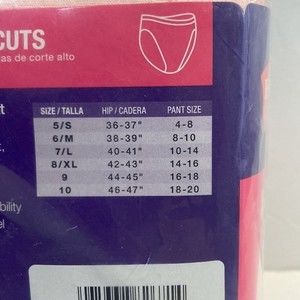 CUTS
as de corte alto
SIZE / TALLA HIP / CADERA PANT SIZE
5/S 36-37" 4-8
6/M 38-39" 8-10
7/L 40-41" 10-14
8/XL 42-43" 14-16
9 44-45" 16-18
10 46-47" 18-20
bility
el